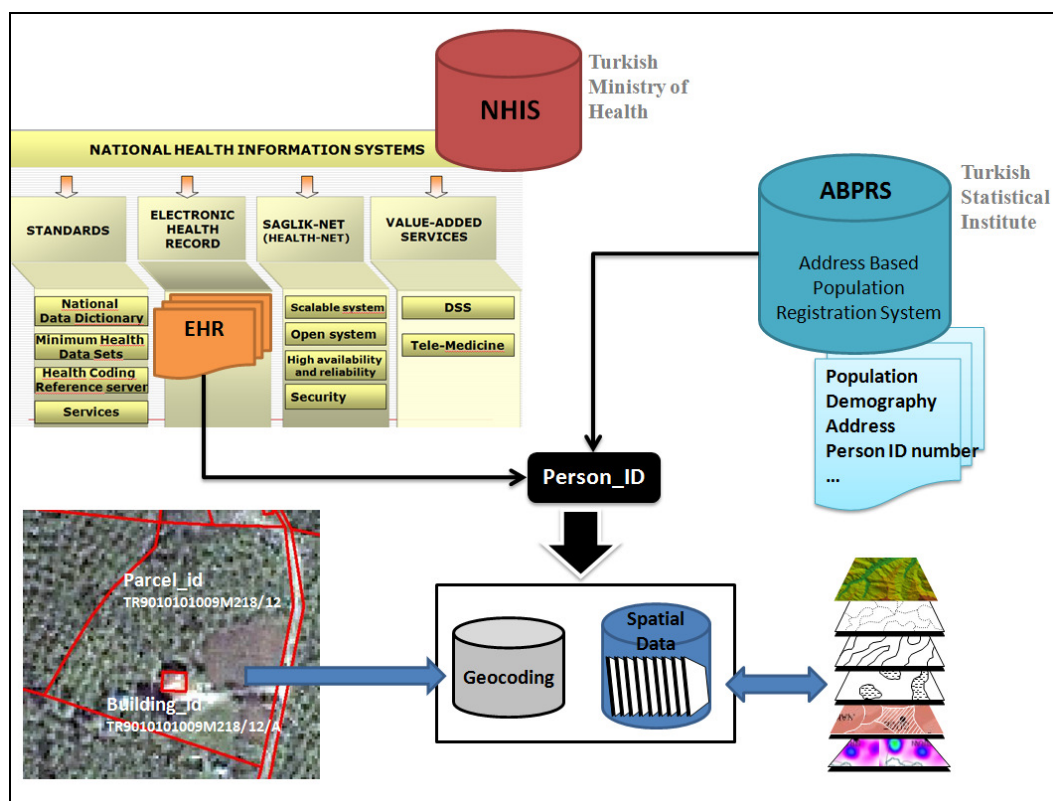 NHIS
Turkish
Ministry of
Health
NATIONAL HEALTH INFORMATION SYSTEMS
STANDARDS
ELECTRONIC
HEALTH
RECORD
SAGLIK-NET
(HEALTH-NET)
VALUE-ADDED
SERVICES
National
Data Dictionary
Minimum Health
Data Sets
Health Coding
Reference server
Services
EHR
Scalable system
Open system
High availability
and reliability
Security
DSS
Tele-Medicine
ABPRS
Address Based
Population
Registration System
Turkish
Statistical
Institute
Population
Demography
Address
Person ID number
...
Person_ID
Parcel_id
TR9010101009M218/12
Building_id
TR9010101009M218/12/A
Geocoding
Spatial
Data